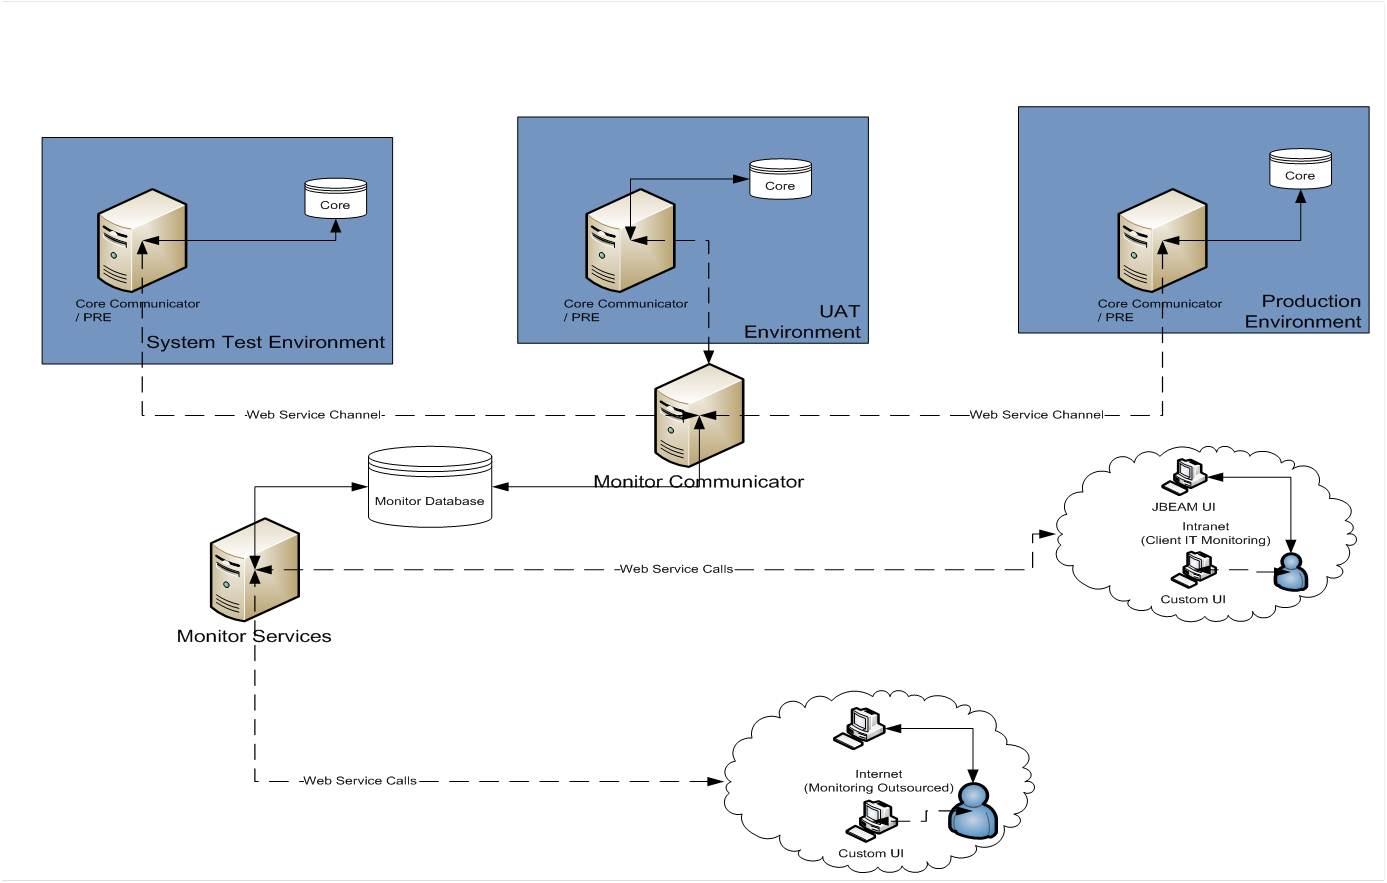 Core
Core Communicator
/ PRE
System Test Environment
Core
Core Communicator
/ PRE
UAT
Environment
Core
Core Communicator
/ PRE
Production
Environment
Web Service Channel
Web Service Channel
Monitor Communicator
Monitor Database
JBEAM UI
Intranet
(Client IT Monitoring)
Custom UI
Web Service Calls
Monitor Services
Web Service Calls
Internet
(Monitoring Outsourced)
Custom UI